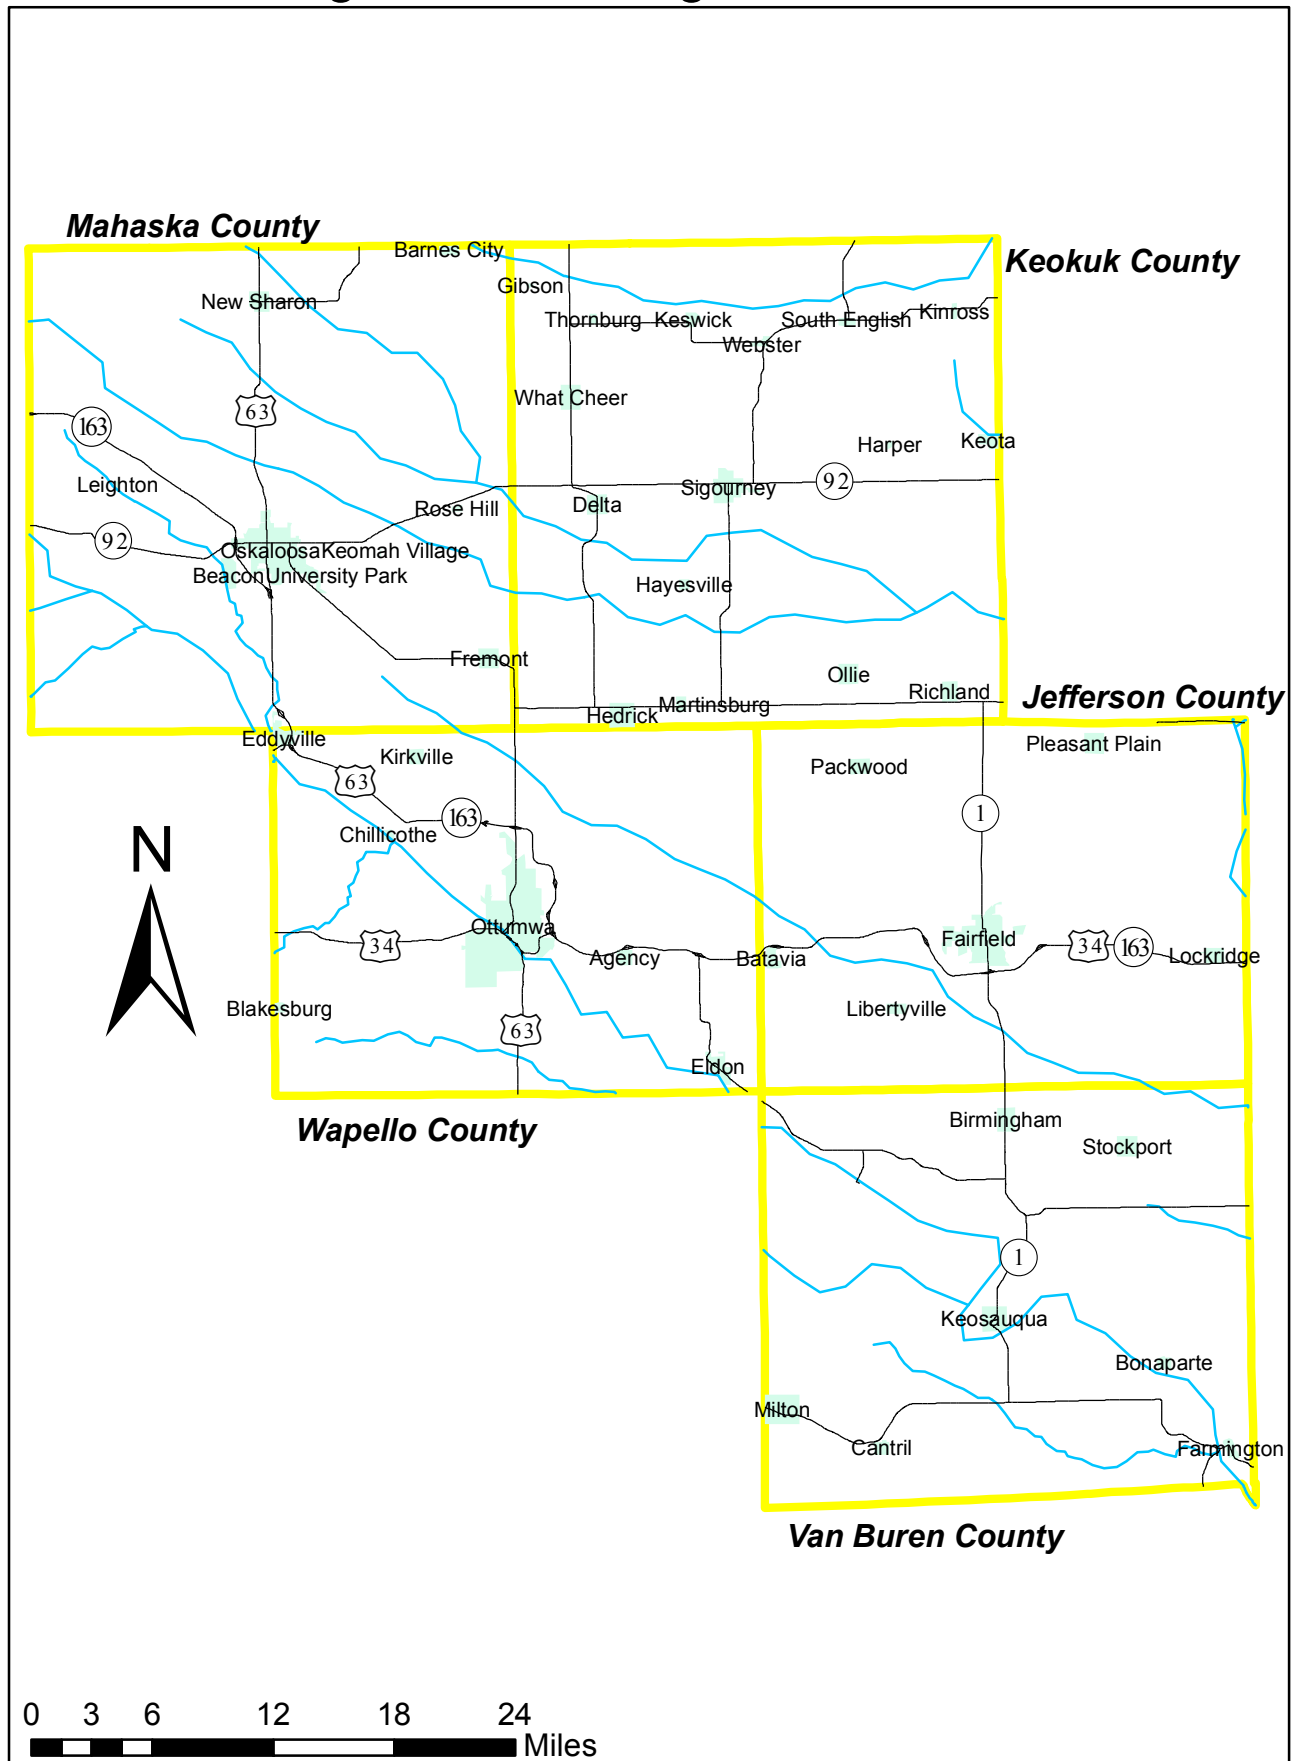 Mahaska County
Barnes City
Keokuk County
Gibson
New Sharon
Kinross
Thornburg
Keswick
South English
Webster
What Cheer
63
163
Harper
Keota
Leighton
Sigourney
92
Rose Hill
Delta
92
Oskaloosa
Keomah Village
Beacon
University Park
Hayesville
Fremont
Ollie
Richland
Jefferson County
Martinsburg
Hedrick
Eddyville
Pleasant Plain
Kirkville
Packwood
63
163
1
Chillicothe
N
Ottumwa
Fairfield
34
34
163
Agency
Batavia
Lockridge
Blakesburg
Libertyville
63
Eldon
Wapello County
Birmingham
Stockport
1
Keosauqua
Bonaparte
Milton
Cantril
Farmington
Van Buren County
0 3 6 12 18 24
Miles